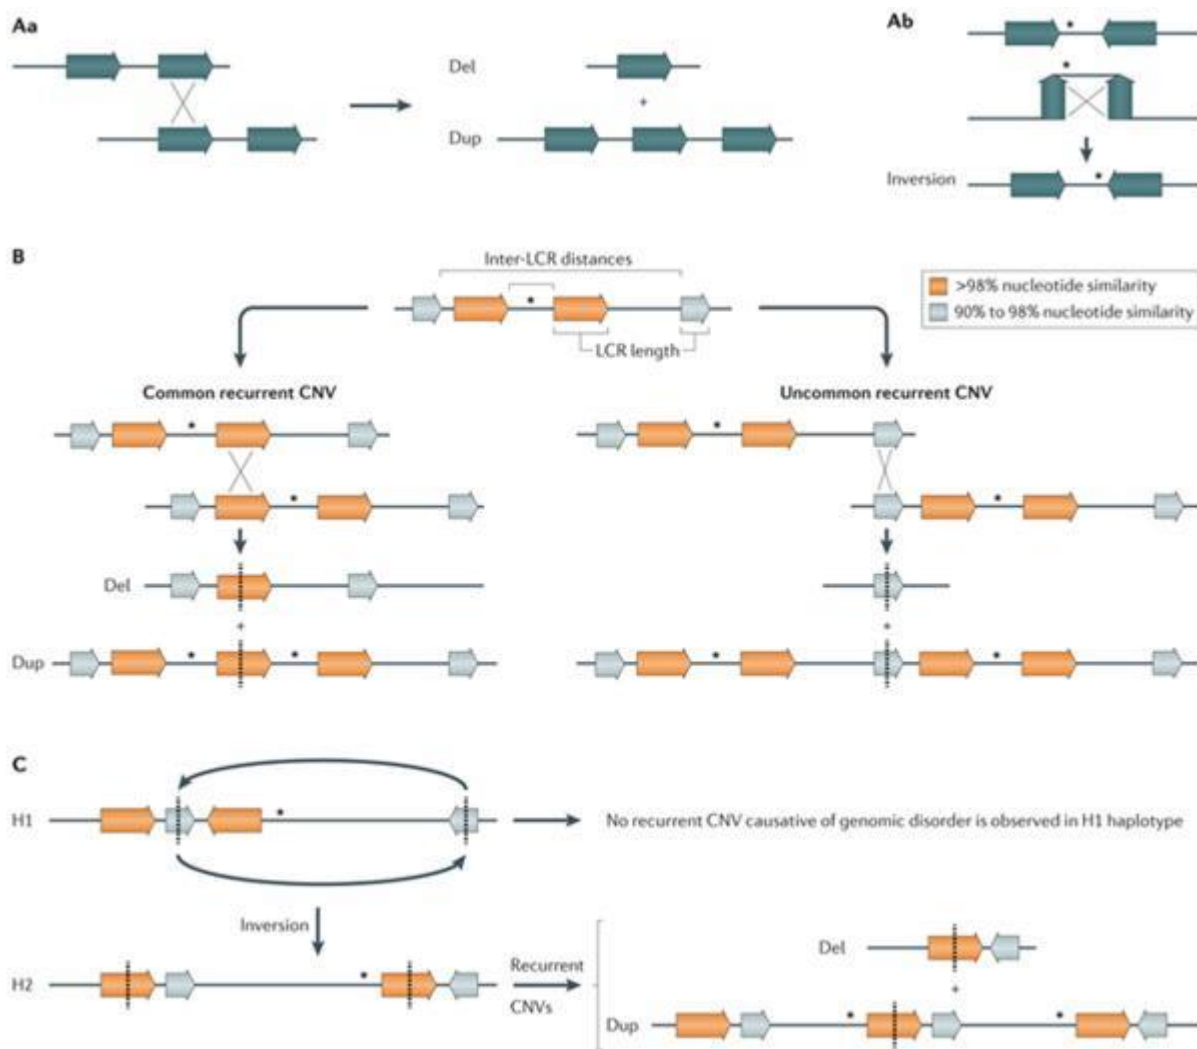 Aa
Del
+
Dup
Ab
*
*
Inversion
*
B
Inter-LCR distances
*
LCR length
>98% nucleotide similarity
90% to 98% nucleotide similarity
Common recurrent CNV
Uncommon recurrent CNV
*
*
*
*
Del
+
+
Dup
*
*
*
*
C
H1
*
No recurrent CNV causative of genomic disorder is observed in H1 haplotype
Inversion
H2
*
Recurrent
CNVs
Del
+
Dup
*
*